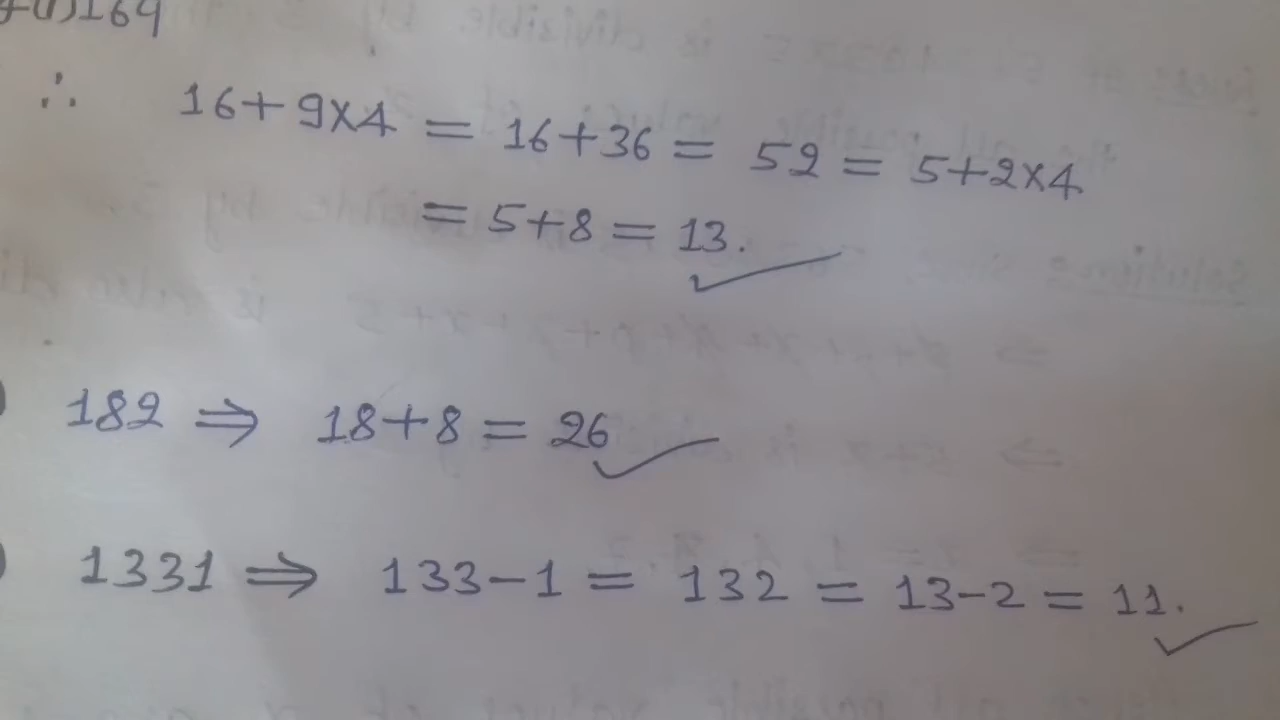 169
∴ 16+9×4 = 16+36 = 52 = 5+2×4
= 5+8 = 13.
182 ⇒ 18+8 = 26
1331 ⇒ 133-1 = 132 = 13-2 = 11.